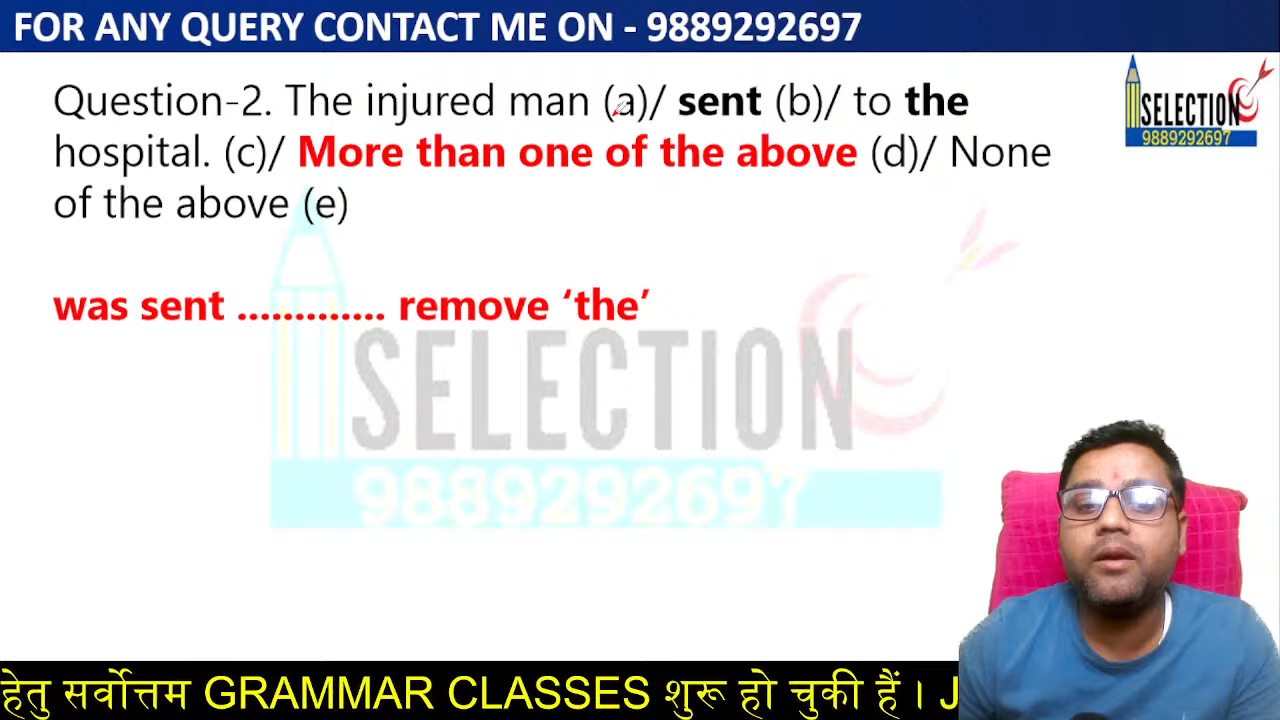 FOR ANY QUERY CONTACT ME ON - 9889292697
Question-2. The injured man (a)/ sent (b)/ to the
hospital. (c)/ More than one of the above (d)/ None
of the above (e)
SELECTION
9889292697
was sent ............. remove ‘the’
SELECTION
9889292697
हेतु सर्वोत्तम GRAMMAR CLASSES शुरू हो चुकी हैं। J